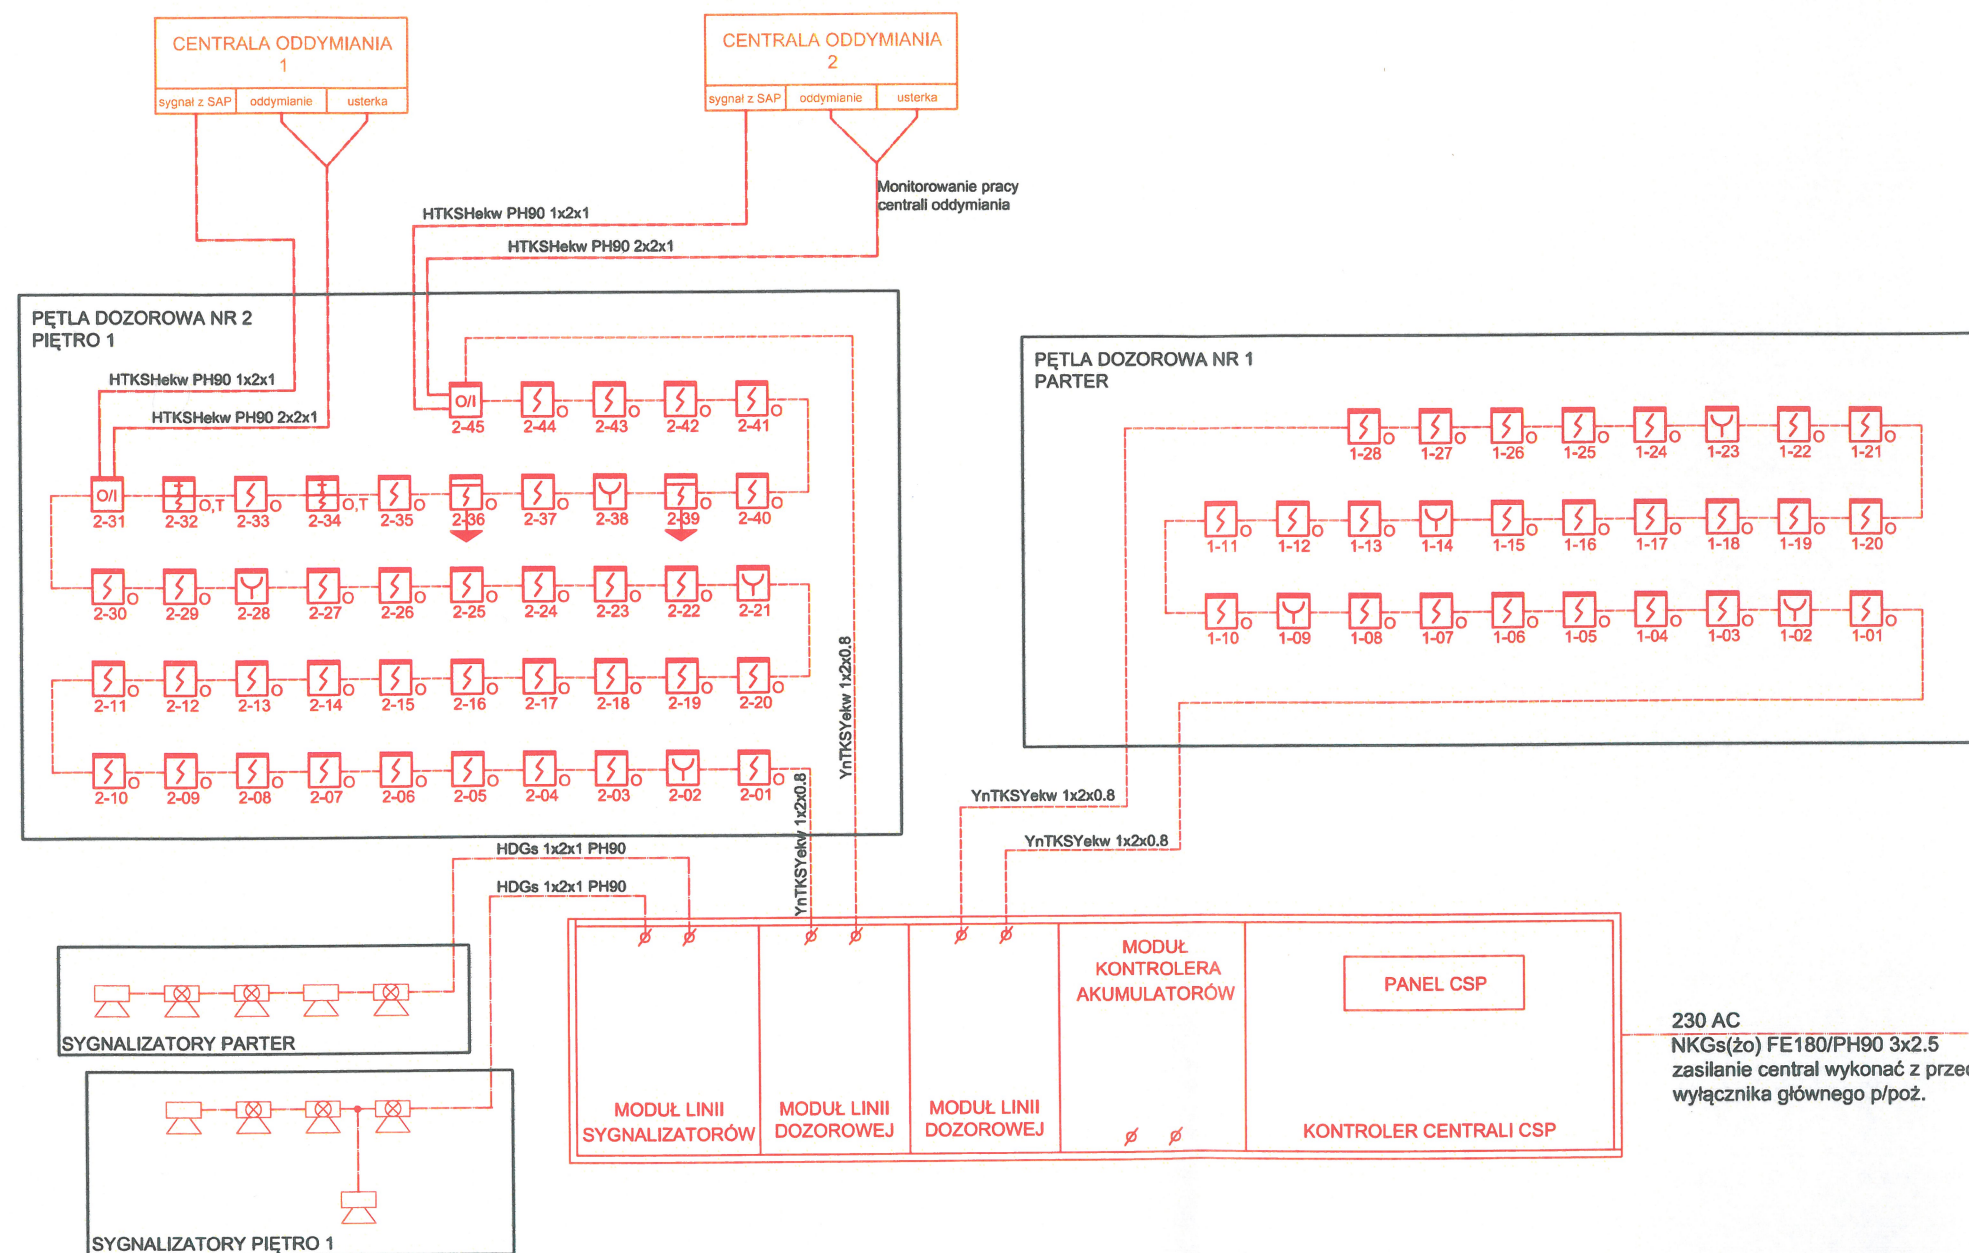 CENTRALA ODDYMIANIA
1
sygnał z SAP
oddymianie
usterka
CENTRALA ODDYMIANIA
2
sygnał z SAP
oddymianie
usterka
Monitorowanie pracy
centrali oddymiania
HTKSHekw PH90 1x2x1
HTKSHekw PH90 2x2x1
PĘTLA DOZOROWA NR 2
PIĘTRO 1
HTKSHekw PH90 1x2x1
HTKSHekw PH90 2x2x1
O/I O O O O
2-45 2-44 2-43 2-42 2-41
O/I O,T O O,T O O O O O
2-31 2-32 2-33 2-34 2-35 2-36 2-37 2-38 2-39 2-40
O O O O O O O O
2-30 2-29 2-28 2-27 2-26 2-25 2-24 2-23 2-22 2-21
O O O O O O O O O O
2-11 2-12 2-13 2-14 2-15 2-16 2-17 2-18 2-19 2-20
O O O O O O O O O
2-10 2-09 2-08 2-07 2-06 2-05 2-04 2-03 2-02 2-01
YnTKSYekw 1x2x0.8
YnTKSYekw 1x2x0.8
PĘTLA DOZOROWA NR 1
PARTER
O O O O O O O
1-28 1-27 1-26 1-25 1-24 1-23 1-22 1-21
O O O O O O O O O
1-11 1-12 1-13 1-14 1-15 1-16 1-17 1-18 1-19 1-20
O O O O O O O O
1-10 1-09 1-08 1-07 1-06 1-05 1-04 1-03 1-02 1-01
YnTKSYekw 1x2x0.8
YnTKSYekw 1x2x0.8
HDGs 1x2x1 PH90
HDGs 1x2x1 PH90
SYGNALIZATORY PARTER
SYGNALIZATORY PIĘTRO 1
MODUŁ LINII
SYGNALIZATORÓW
MODUŁ LINII
DOZOROWEJ
MODUŁ LINII
DOZOROWEJ
MODUŁ
KONTROLERA
AKUMULATORÓW
PANEL CSP
KONTROLER CENTRALI CSP
230 AC
NKGs(żo) FE180/PH90 3x2.5
zasilanie central wykonać z przed
wyłącznika głównego p/poż.